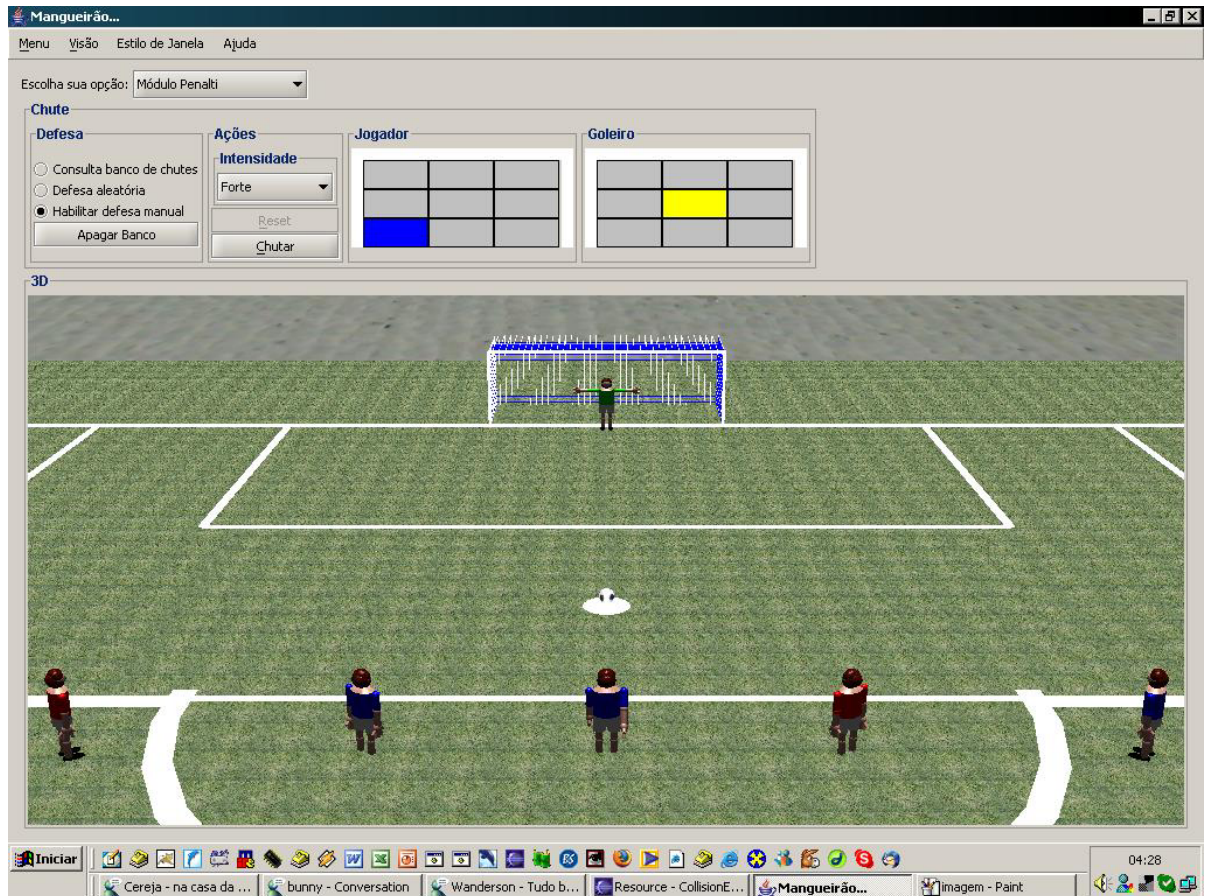 Mangueirão...
Menu Visão Estilo de Janela Ajuda
Escolha sua opção: Módulo Penalti
Chute
Defesa
Consulta banco de chutes
Defesa aleatória
Habilitar defesa manual
Apagar Banco
Ações
Intensidade
Forte
Reset
Chutar
Jogador
Goleiro
3D
Iniciar
04:28
Cereja - na casa da ... bunny - Conversation Wanderson - Tudo b... Resource - CollisionE... Mangueirão... imagem - Paint